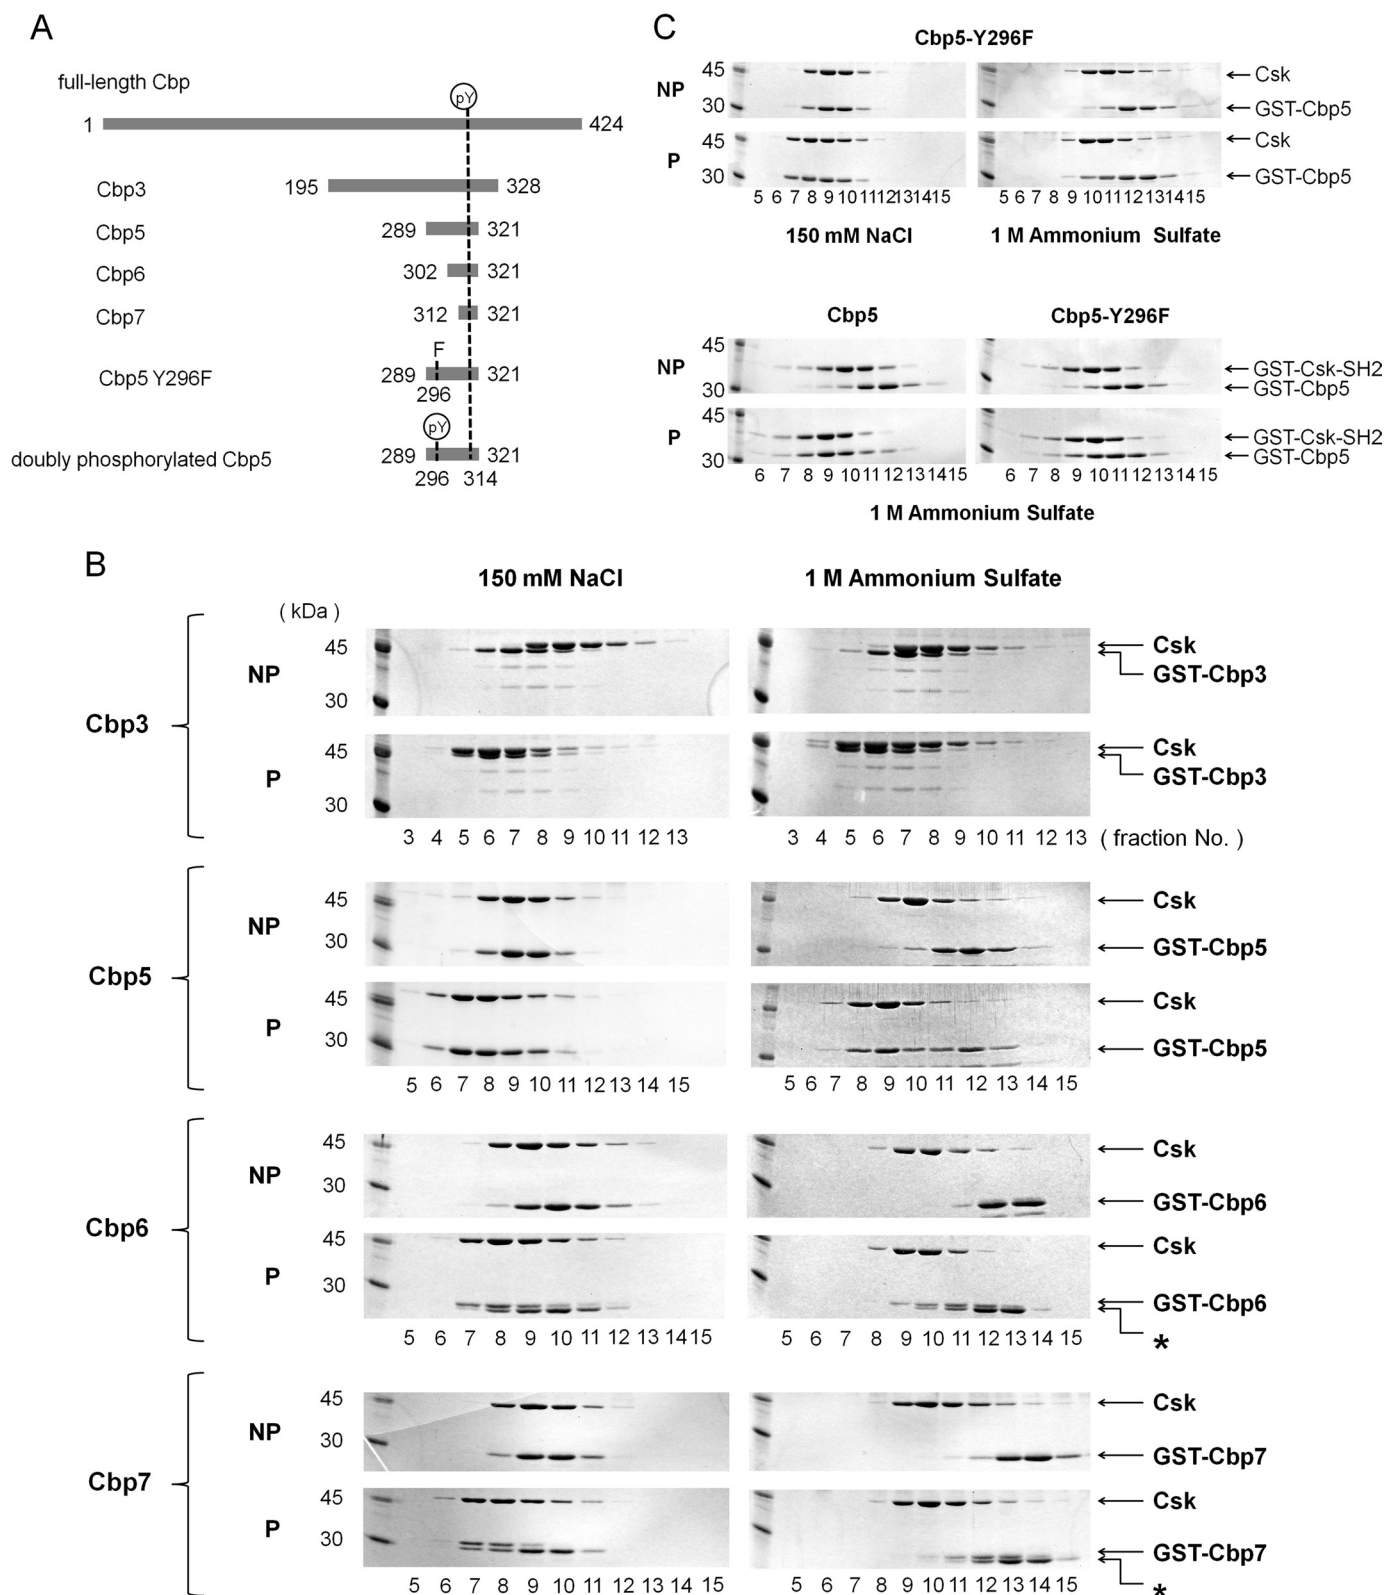 A
full-length Cbp
pY
1
424
Cbp3
195
328
Cbp5
289
321
Cbp6
302
321
Cbp7
312
321
F
Cbp5 Y296F
289
321
296
pY
doubly phosphorylated Cbp5
289
321
296 314
C
Cbp5-Y296F
NP
45
30
Csk
GST-Cbp5
P
45
30
Csk
GST-Cbp5
5 6 7 8 9 10 11 12 13 14 15
5 6 7 8 9 10 11 12 13 14 15
150 mM NaCl
1 M Ammonium Sulfate
Cbp5
Cbp5-Y296F
NP
45
30
GST-Csk-SH2
GST-Cbp5
P
45
30
GST-Csk-SH2
GST-Cbp5
6 7 8 9 10 11 12 13 14 15
6 7 8 9 10 11 12 13 14 15
1 M Ammonium Sulfate
B
150 mM NaCl
1 M Ammonium Sulfate
( kDa )
Cbp3
NP
45
30
Csk
GST-Cbp3
P
45
30
Csk
GST-Cbp3
3 4 5 6 7 8 9 10 11 12 13
3 4 5 6 7 8 9 10 11 12 13 ( fraction No. )
Cbp5
NP
45
30
Csk
GST-Cbp5
P
45
30
Csk
GST-Cbp5
5 6 7 8 9 10 11 12 13 14 15
5 6 7 8 9 10 11 12 13 14 15
Cbp6
NP
45
30
Csk
GST-Cbp6
P
45
30
Csk
GST-Cbp6
*
5 6 7 8 9 10 11 12 13 14 15
5 6 7 8 9 10 11 12 13 14 15
Cbp7
NP
45
30
Csk
GST-Cbp7
P
45
30
Csk
GST-Cbp7
*
5 6 7 8 9 10 11 12 13 14 15
5 6 7 8 9 10 11 12 13 14 15